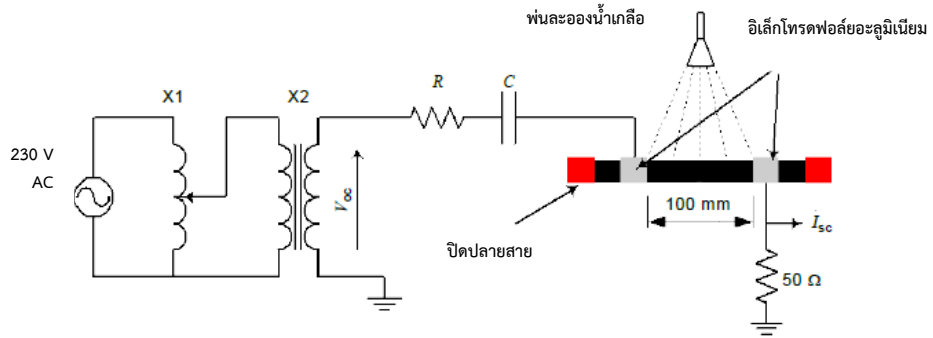 พ่นละอองน้ำเกลือ
อิเล็กโทรดฟอล์ยอะลูมิเนียม
X1
X2
R
C
230 V
AC
V∞
100 mm
Isc
ปิดปลายสาย
50 Ω